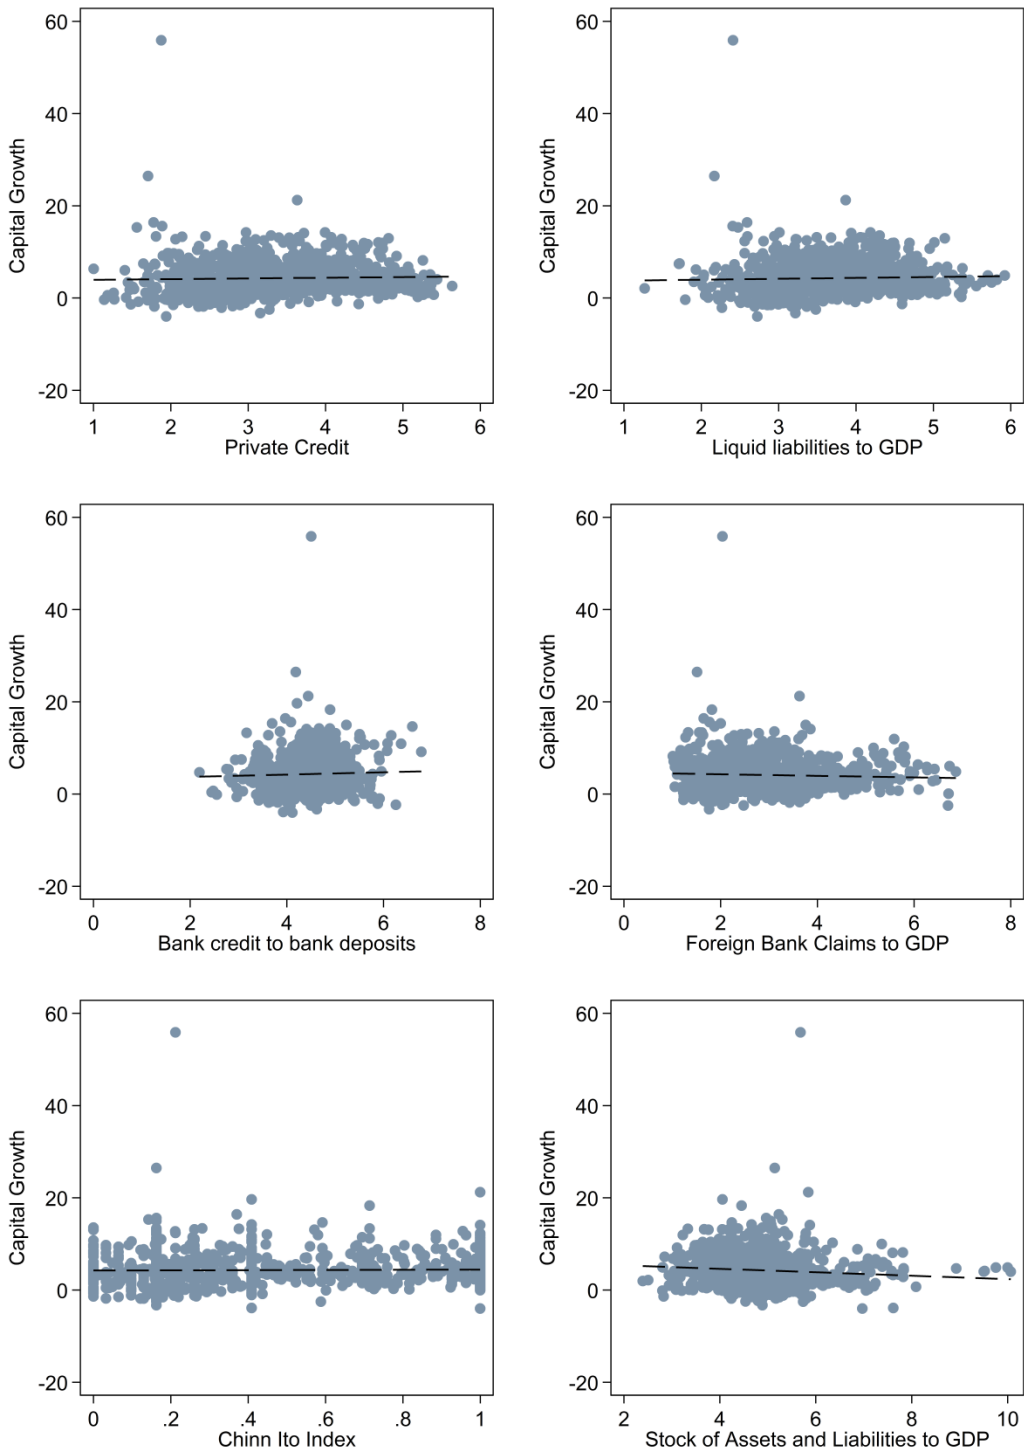 60
40
20
0
-20
Capital Growth
1 2 3 4 5 6
Private Credit
60
40
20
0
-20
Capital Growth
1 2 3 4 5 6
Liquid liabilities to GDP
60
40
20
0
-20
Capital Growth
0 2 4 6 8
Bank credit to bank deposits
60
40
20
0
-20
Capital Growth
0 2 4 6 8
Foreign Bank Claims to GDP
60
40
20
0
-20
Capital Growth
0 .2 .4 .6 .8 1
Chinn Ito Index
60
40
20
0
-20
Capital Growth
2 4 6 8 10
Stock of Assets and Liabilities to GDP